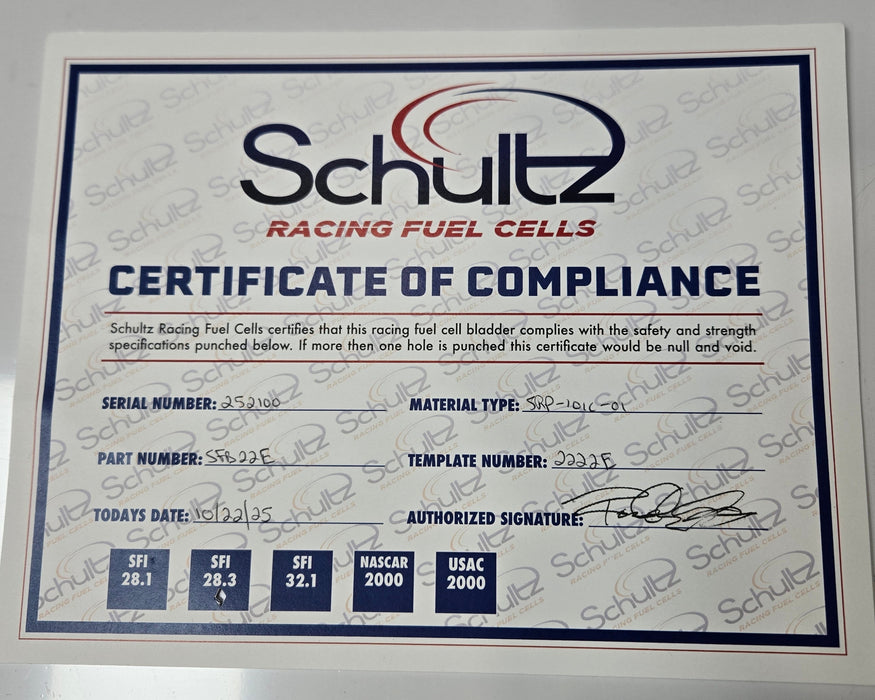 Schultz
RACING FUEL CELLS
CERTIFICATE OF COMPLIANCE
Schultz Racing Fuel Cells certifies that this racing fuel cell bladder complies with the safety and strength
specifications punched below. If more then one hole is punched this certificate would be null and void.
SERIAL NUMBER: 252100 MATERIAL TYPE: SRP-101C-01
PART NUMBER: SFB22E TEMPLATE NUMBER: 2222E
TODAYS DATE: 10/22/25 AUTHORIZED SIGNATURE:
SFI 28.1
SFI 28.3
SFI 32.1
NASCAR 2000
USAC 2000